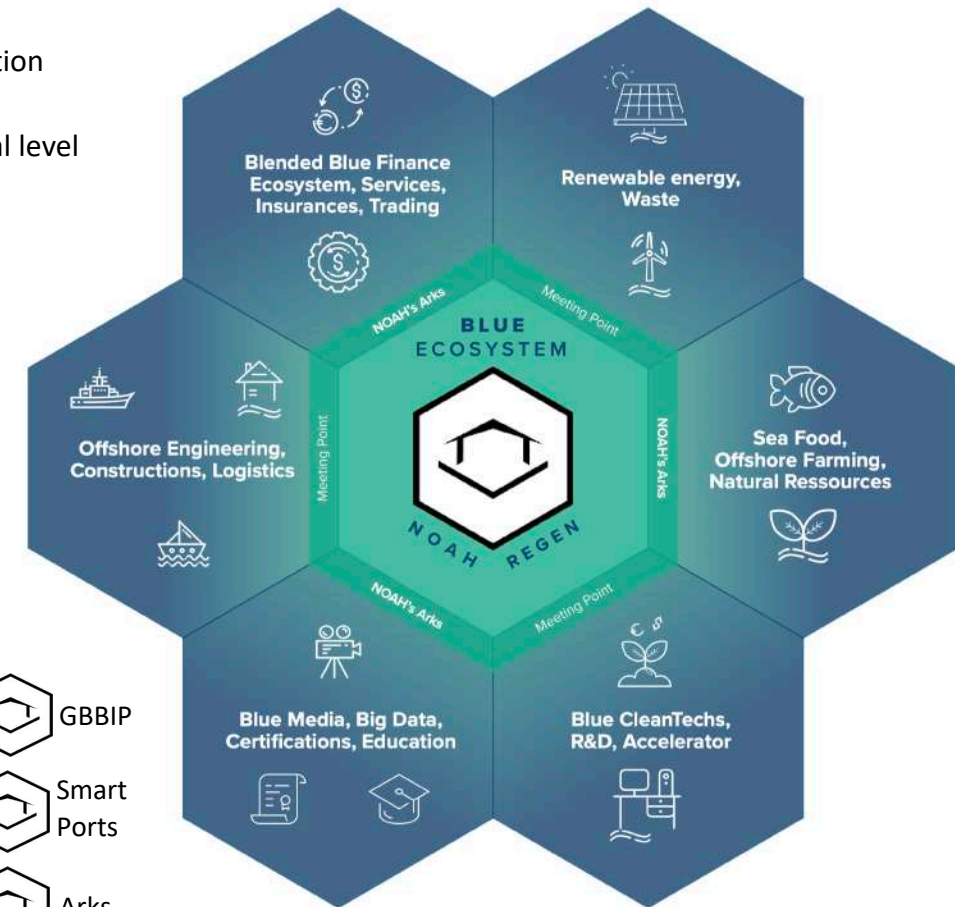 tion
al level
Blended Blue Finance
Ecosystem, Services,
Insurances, Trading
Renewable energy,
Waste
NOAH's Arks
Meeting Point
BLUE
ECOSYSTEM
Offshore Engineering,
Constructions, Logistics
Meeting Point
NOAH's Arks
Sea Food,
Offshore Farming,
Natural Ressources
NOAH REGEN
NOAH's Arks
Meeting Point
Blue Media, Big Data,
Certifications, Education
Blue CleanTechs,
R&D, Accelerator
GBBIP
Smart
Ports
Arks